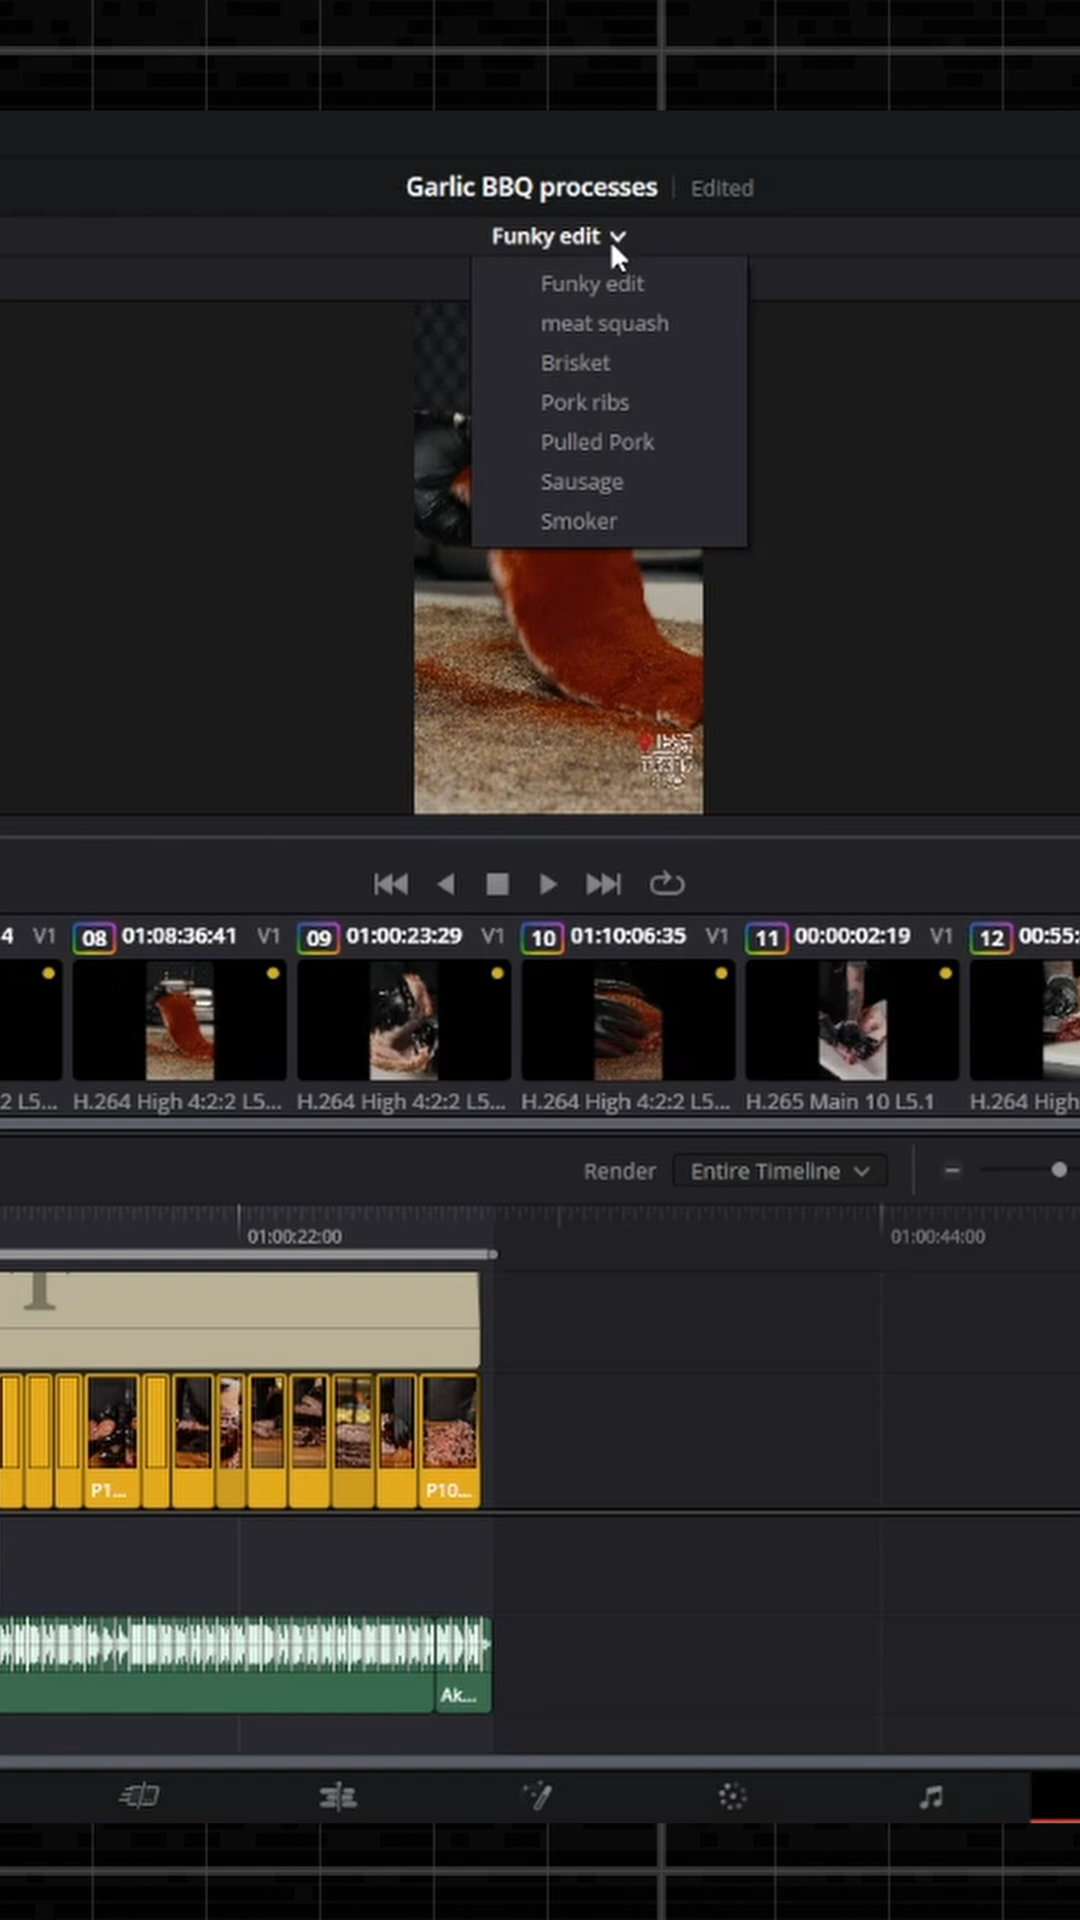 Garlic BBQ processes | Edited
Funky edit
Funky edit
meat squash
Brisket
Pork ribs
Pulled Pork
Sausage
Smoker
4 V1 08 01:08:36:41 V1 09 01:00:23:29 V1 10 01:10:06:35 V1 11 00:00:02:19 V1 12 00:55:
2 L5... H.264 High 4:2:2 L5... H.264 High 4:2:2 L5... H.264 High 4:2:2 L5... H.265 Main 10 L5.1 H.264 High
Render Entire Timeline
01:00:22:00 01:00:44:00
T
P1... P10...
Ak...